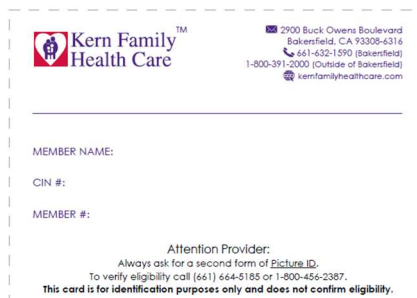 Kern Family™
Health Care
2900 Buck Owens Boulevard
Bakersfield, CA 93308-6316
661-632-1590 (Bakersfield)
1-800-391-2000 (Outside of Bakersfield)
kernfamilyhealthcare.com
MEMBER NAME:
CIN #:
MEMBER #:
Attention Provider:
Always ask for a second form of Picture ID.
To verify eligibility call (661) 664-5185 or 1-800-456-2387.
This card is for identification purposes only and does not confirm eligibility.